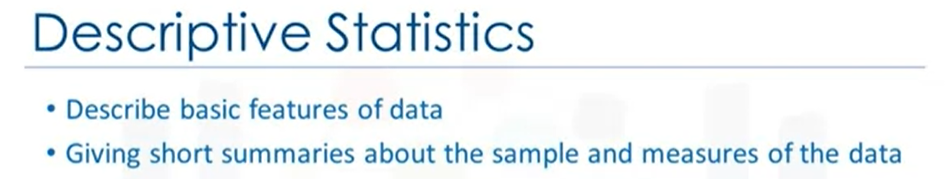 Descriptive Statistics
• Describe basic features of data
• Giving short summaries about the sample and measures of the data